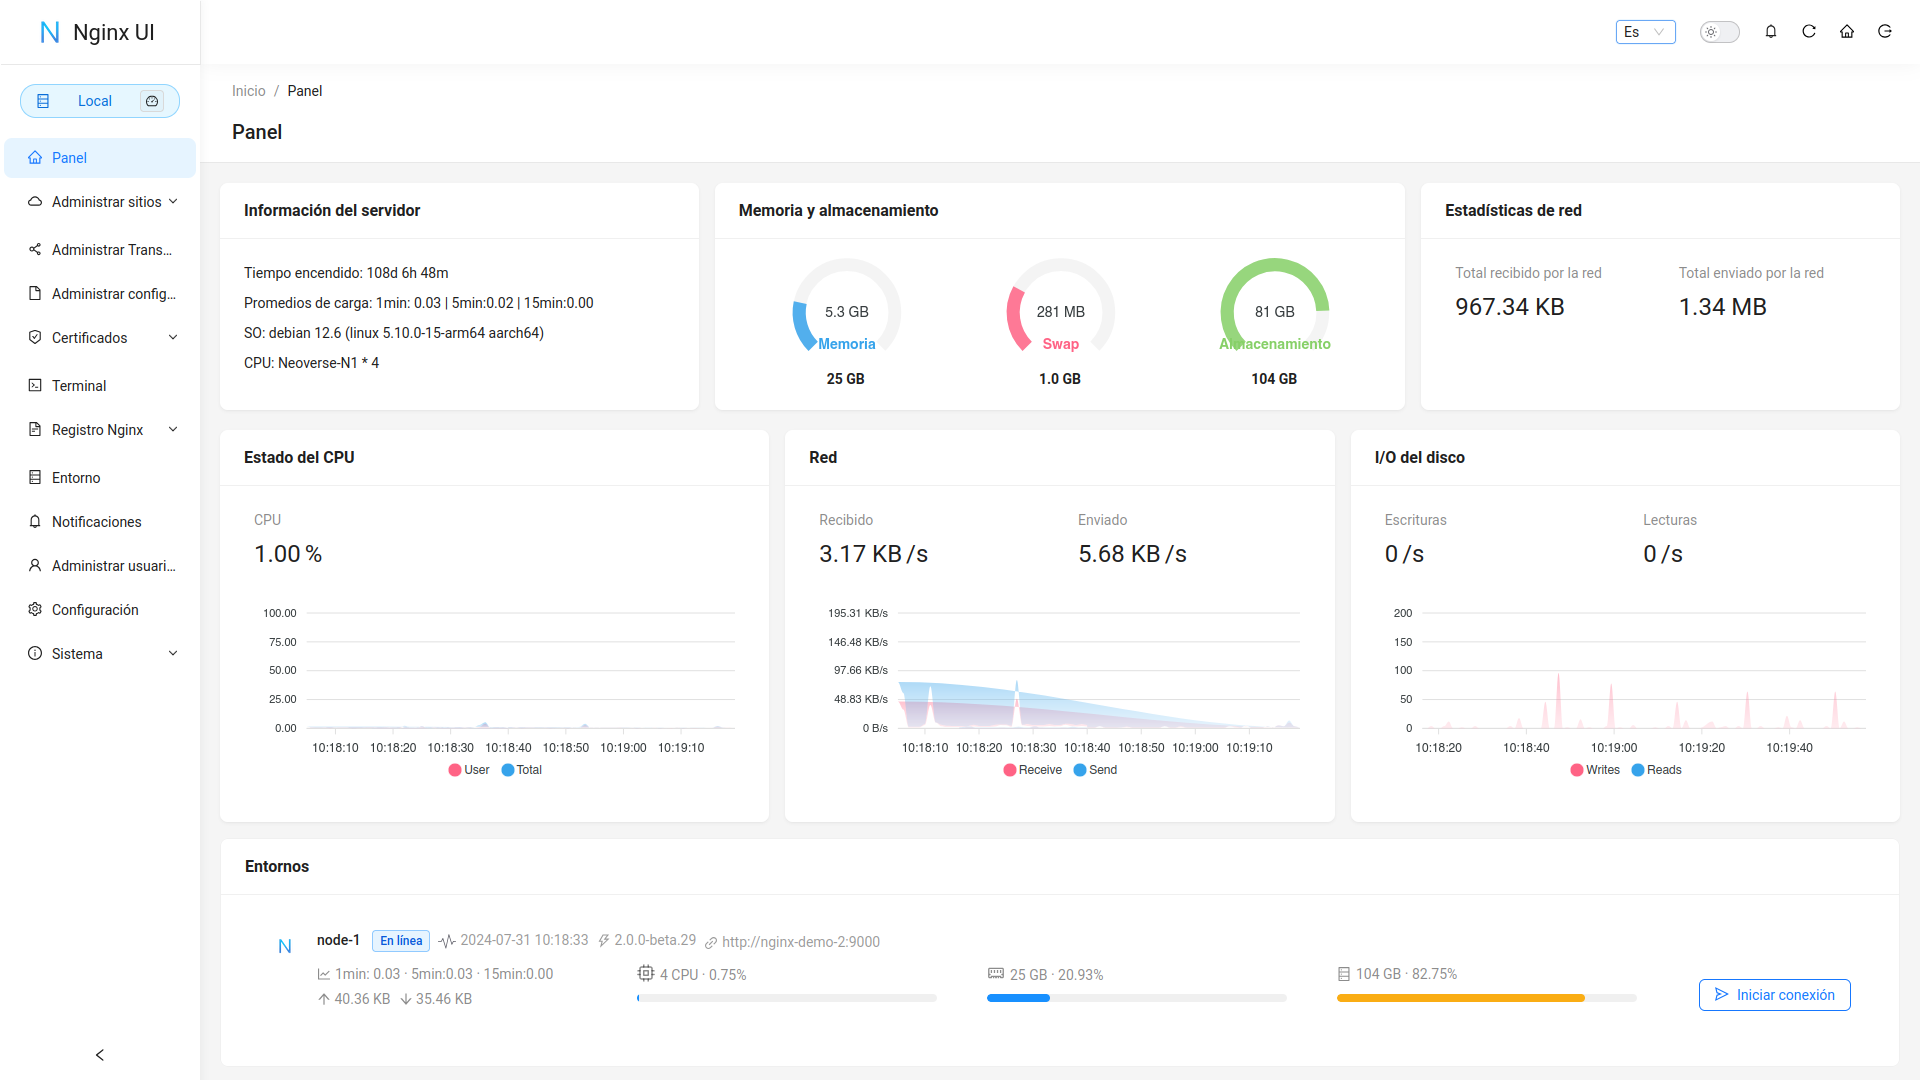 Nginx UI
Es
Local
Panel
Administrar sitios
Administrar Trans...
Administrar config...
Certificados
Terminal
Registro Nginx
Entorno
Notificaciones
Administrar usuari...
Configuración
Sistema
Inicio / Panel
Panel
Información del servidor
Tiempo encendido: 108d 6h 48m
Promedios de carga: 1min: 0.03 | 5min:0.02 | 15min:0.00
SO: debian 12.6 (linux 5.10.0-15-arm64 aarch64)
CPU: Neoverse-N1 * 4
Memoria y almacenamiento
5.3 GB
Memoria
25 GB
281 MB
Swap
1.0 GB
81 GB
Almacenamiento
104 GB
Estadísticas de red
Total recibido por la red
967.34 KB
Total enviado por la red
1.34 MB
Estado del CPU
CPU
1.00 %
100.00
75.00
50.00
25.00
0.00
10:18:10 10:18:20 10:18:30 10:18:40 10:18:50 10:19:00 10:19:10
User Total
Red
Recibido
3.17 KB /s
Enviado
5.68 KB /s
195.31 KB/s
146.48 KB/s
97.66 KB/s
48.83 KB/s
0 B/s
10:18:10 10:18:20 10:18:30 10:18:40 10:18:50 10:19:00 10:19:10
Receive Send
I/O del disco
Escrituras
0 /s
Lecturas
0 /s
200
150
100
50
0
10:18:20 10:18:40 10:19:00 10:19:20 10:19:40
Writes Reads
Entornos
node-1 En línea 2024-07-31 10:18:33 2.0.0-beta.29 http://nginx-demo-2:9000
1min: 0.03 · 5min:0.03 · 15min:0.00
40.36 KB 35.46 KB
4 CPU · 0.75%
25 GB · 20.93%
104 GB · 82.75%
Iniciar conexión